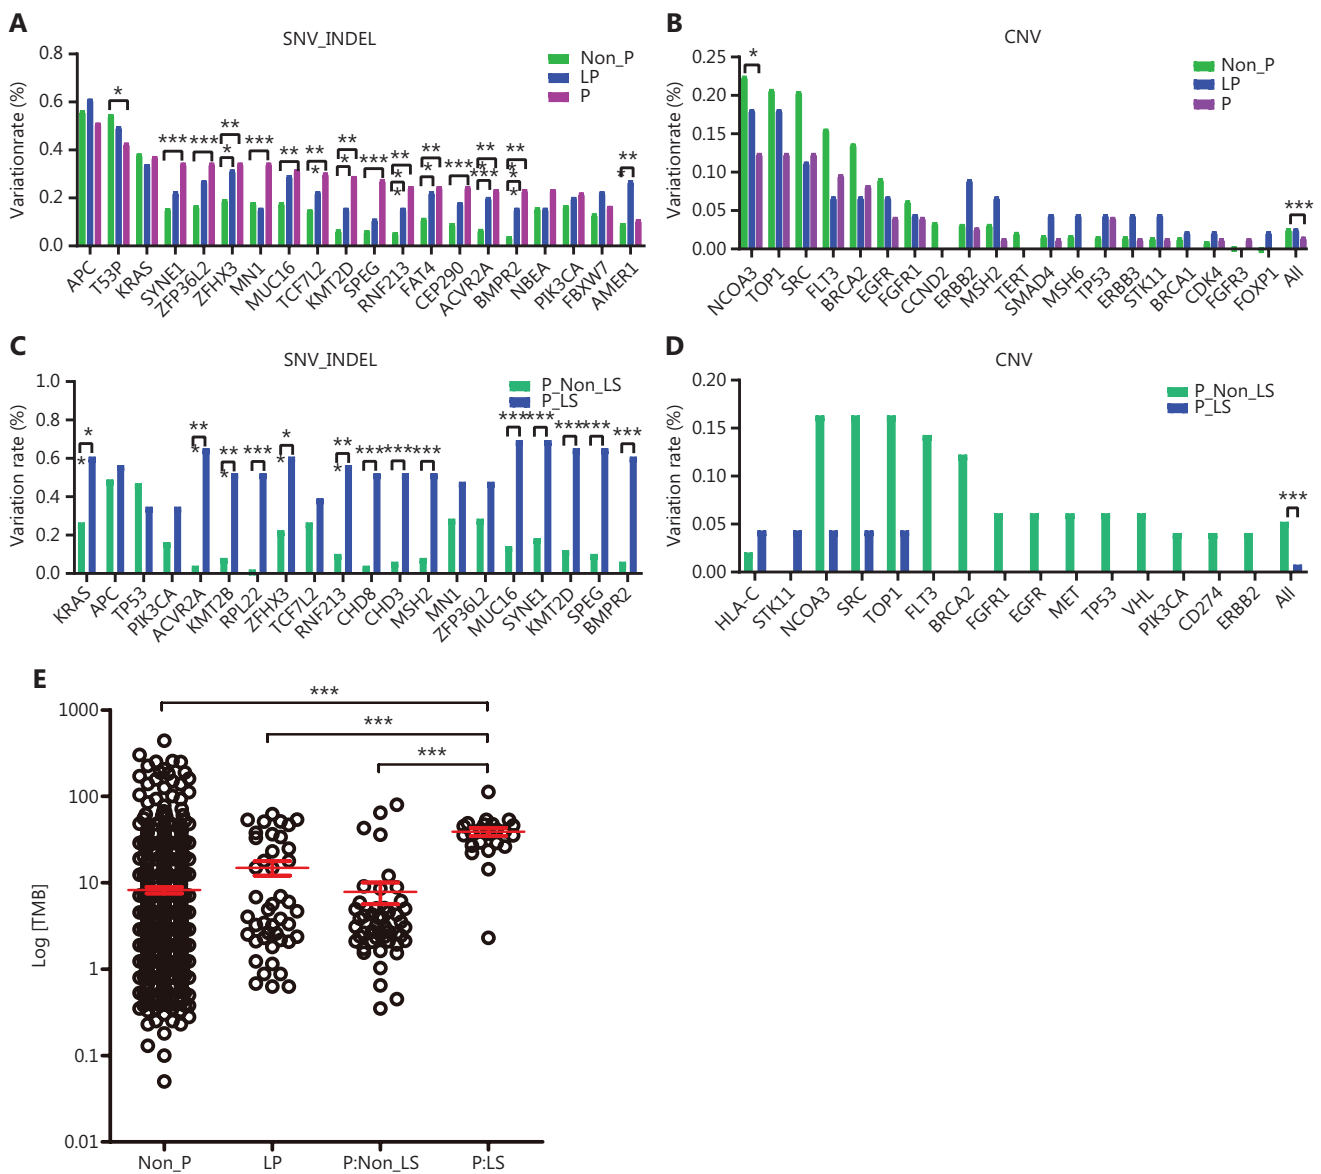 A
SNV_INDEL
Variationrate (%)
0.8
0.6
0.4
0.2
0.0
Non_P
LP
P
* *** *** ** * *** ** ** * ** * *** ** * * ** * *** ** *** ** * * ** *
APC T53P KRAS SYNE1 ZFP36L2 ZFHX3 MN1 MUC16 TCF7L2 KMT2D SPEG RNF213 FAT4 CEP290 ACVR2A BMPR2 NBEA PIK3CA FBXW7 AMER1
B
CNV
Variationrate (%)
0.25
0.20
0.15
0.10
0.05
0.00
Non_P
LP
P
* ***
NCOA3 TOP1 SRC FLT3 BRCA2 EGFR FGFR1 CCND2 ERBB2 MSH2 TERT SMAD4 MSH6 TP53 ERBB3 STK11 BRCA1 CDK4 FGFR3 FOXP1 All
C
SNV_INDEL
Variation rate (%)
1.0
0.8
0.6
0.4
0.2
0.0
P_Non_LS
P_LS
* * ** * ** * *** * * ** * *** *** *** *** *** *** *** ***
KRAS APC TP53 PIK3CA ACVR2A KMT2B RPL22 ZFHX3 TCF7L2 RNF213 CHD8 CHD3 MSH2 MN1 ZFP36L2 MUC16 SYNE1 KMT2D SPEG BMPR2
D
CNV
Variation rate (%)
0.20
0.15
0.10
0.05
0.00
P_Non_LS
P_LS
***
HLA-C STK11 NCOA3 SRC TOP1 FLT3 BRCA2 FGFR1 EGFR MET TP53 VHL PIK3CA CD274 ERBB2 All
E
Log [TMB]
1000
100
10
1
0.1
0.01
***
***
***
Non_P LP P:Non_LS P:LS